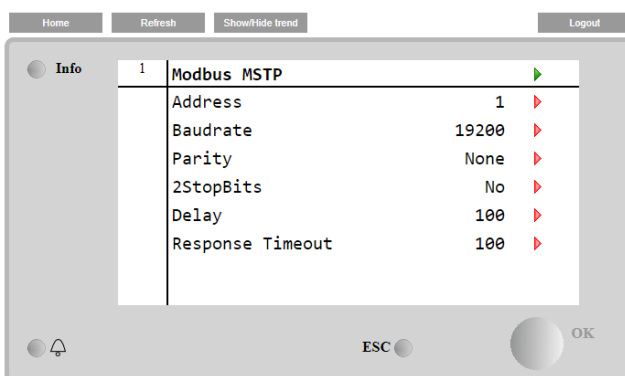 Home Refresh Show/Hide trend Logout
Info 1 Modbus MSTP
Address 1
Baudrate 19200
Parity None
2StopBits No
Delay 100
Response Timeout 100
ESC OK